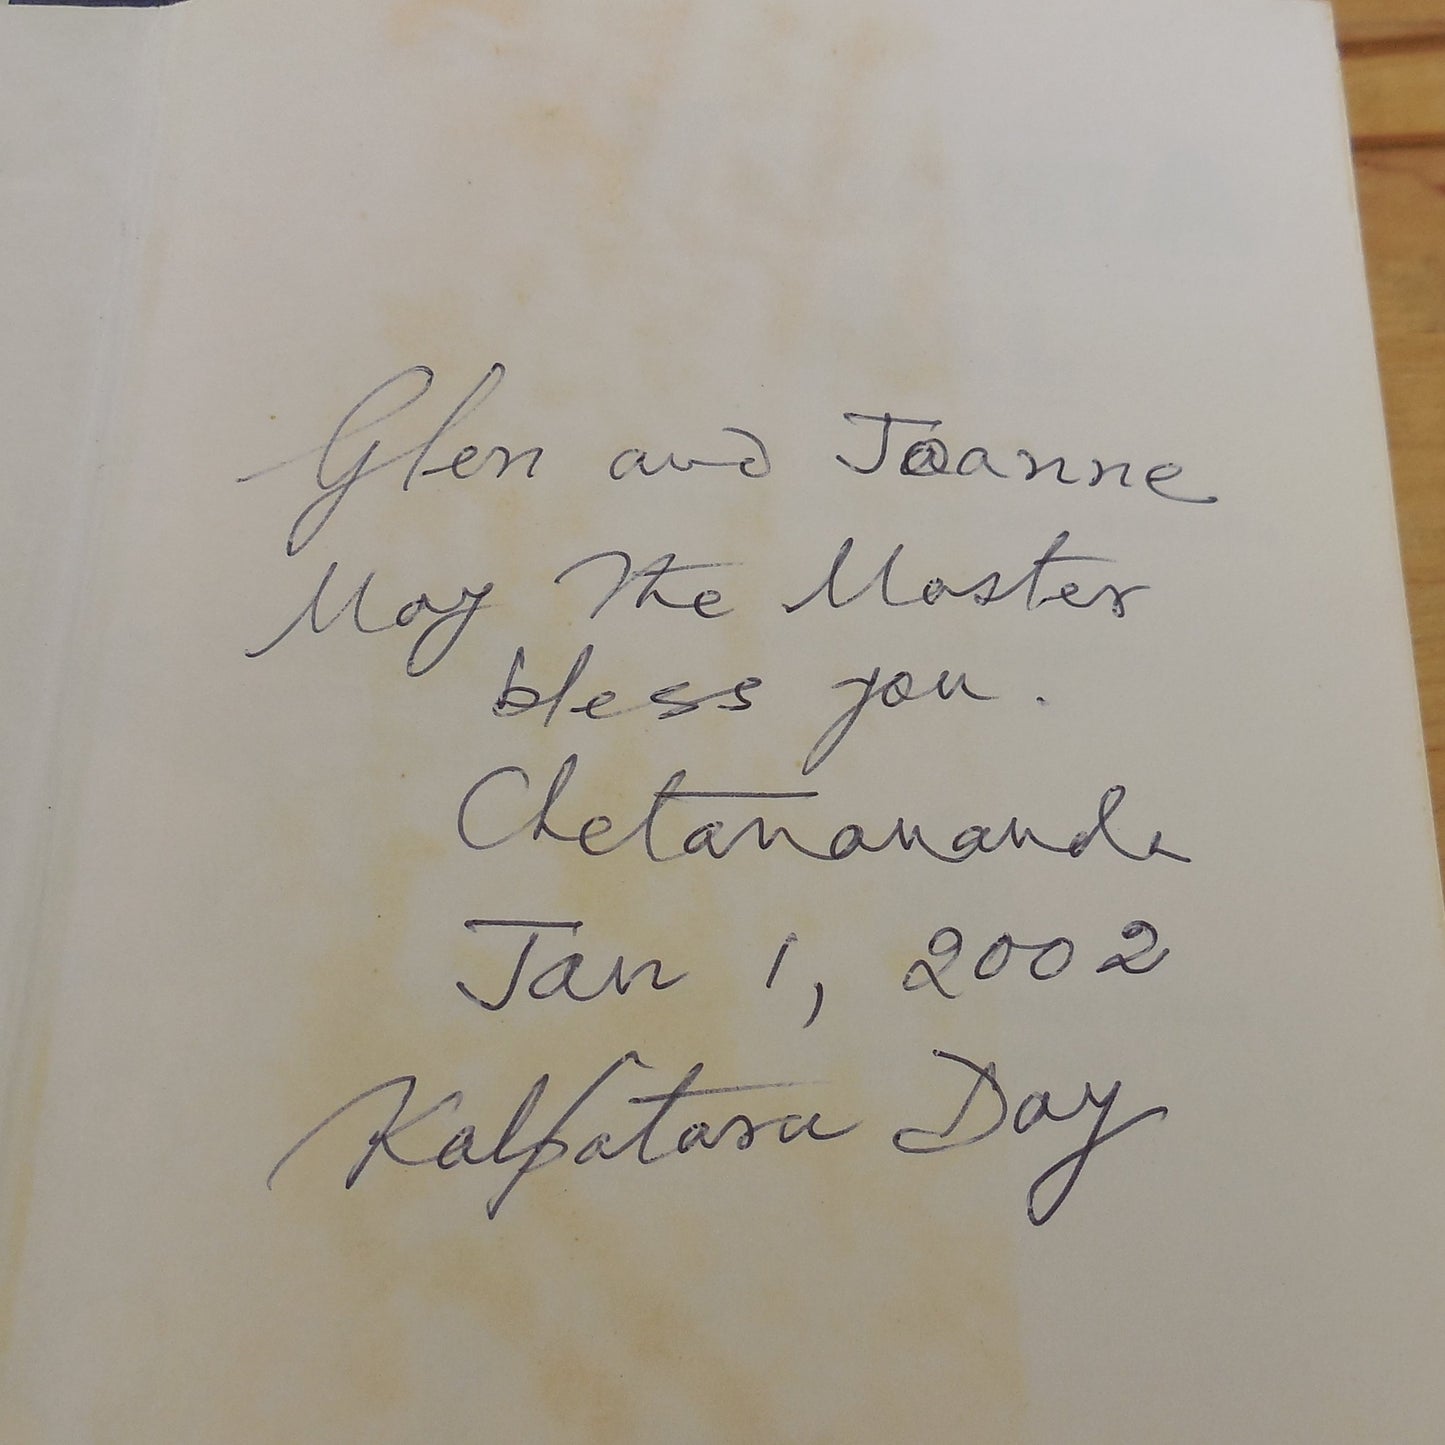 Glen and Joanne
May the Master
bless you.
Chetanananda
Jan 1, 2002
Kalpataru Day